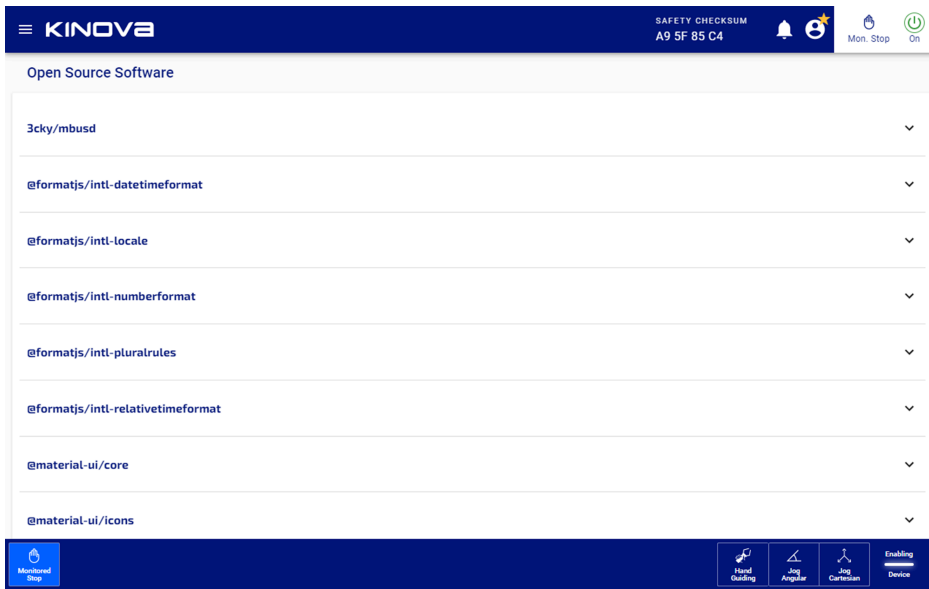 KINOVA
SAFETY CHECKSUM
A9 5F 85 C4
Mon. Stop
On
Open Source Software
3cky/mbusd
@formatjs/intl-datetimeformat
@formatjs/intl-locale
@formatjs/intl-numberformat
@formatjs/intl-pluralrules
@formatjs/intl-relativetimeformat
@material-ui/core
@material-ui/icons
Monitored
Stop
Hand
Guiding
Jog
Angular
Jog
Cartesian
Enabling
Device